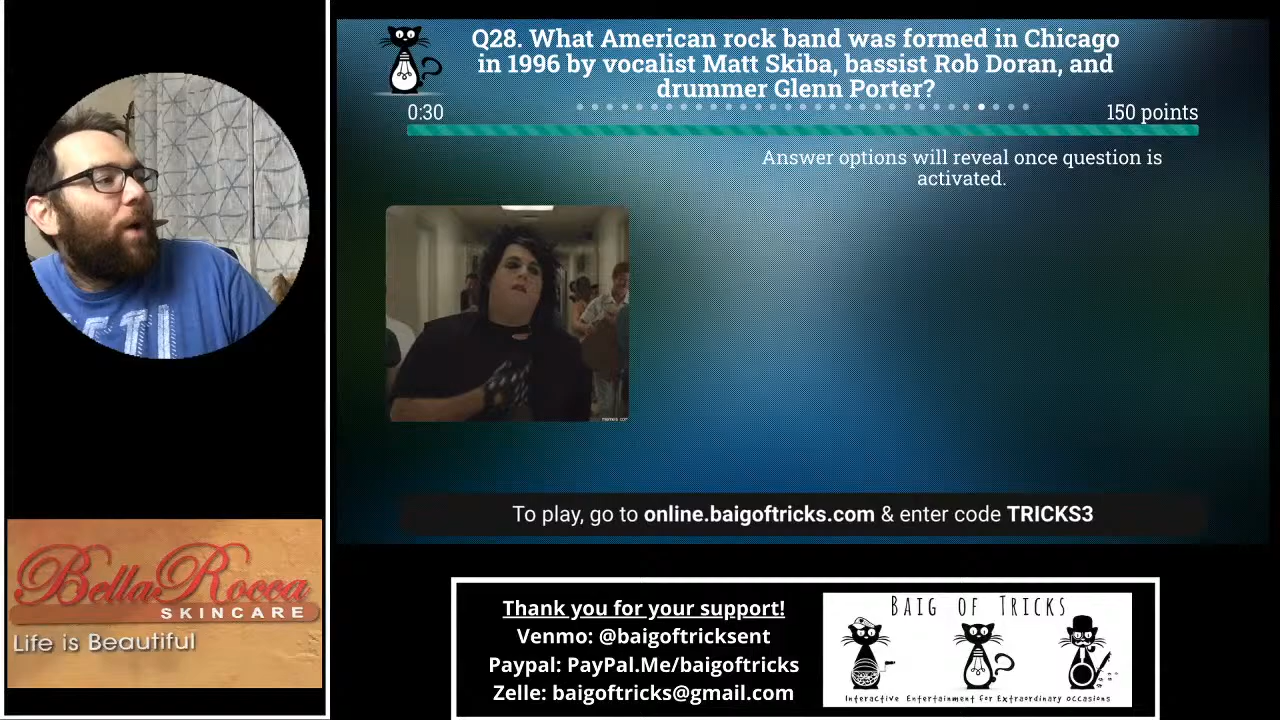 Q28. What American rock band was formed in Chicago
in 1996 by vocalist Matt Skiba, bassist Rob Doran, and
drummer Glenn Porter?
0:30
150 points
Answer options will reveal once question is
activated.
To play, go to online.baigoftricks.com & enter code TRICKS3
BellaRocca
SKINCARE
Life is Beautiful
Thank you for your support!
Venmo: @baigoftricksent
Paypal: PayPal.Me/baigoftricks
Zelle: baigoftricks@gmail.com
BAIG OF TRICKS
Interactive Entertainment for Extraordinary occasions